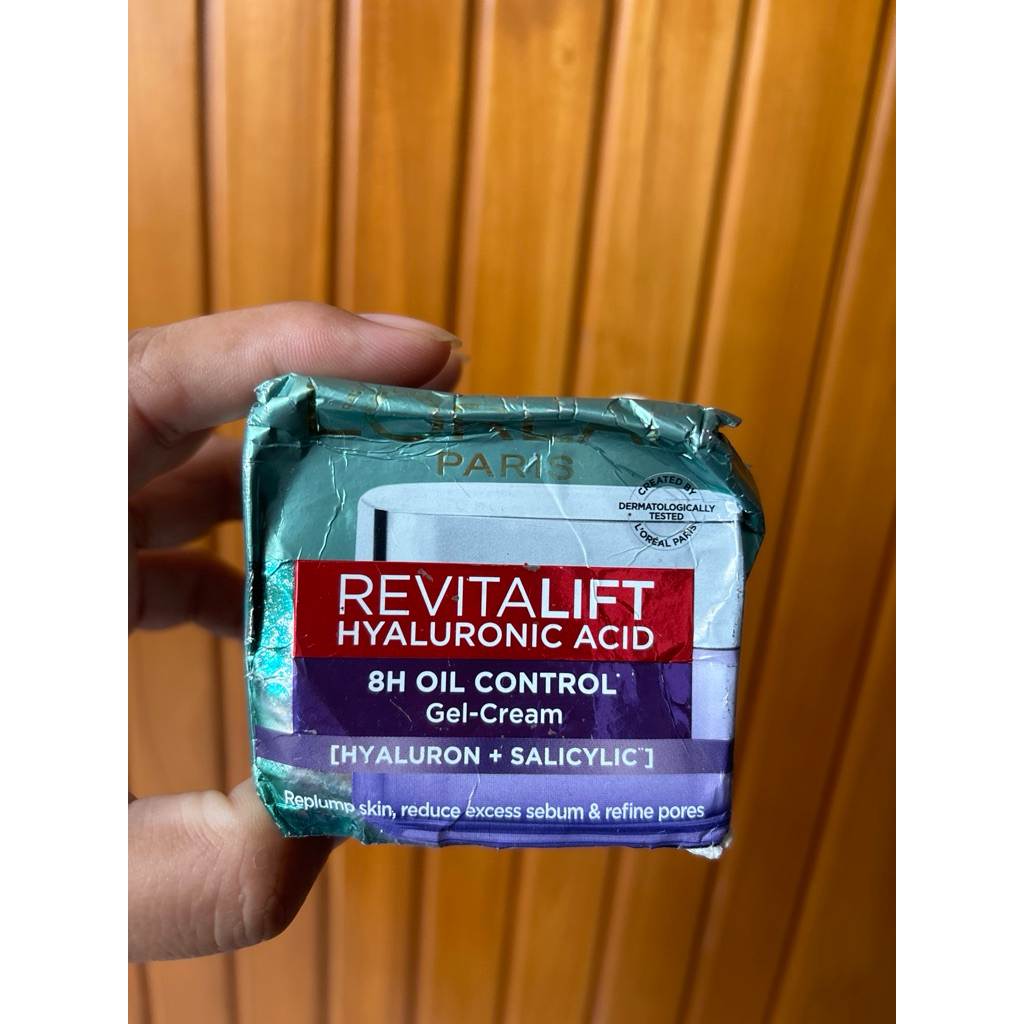 PARIS
CREATED BY
DERMATOLOGICALLY
TESTED
L'ORÉAL PARIS
REVITALIFT
HYALURONIC ACID
8H OIL CONTROL*
Gel-Cream
[HYALURON + SALICYLIC**]
Replump skin, reduce excess sebum & refine pores